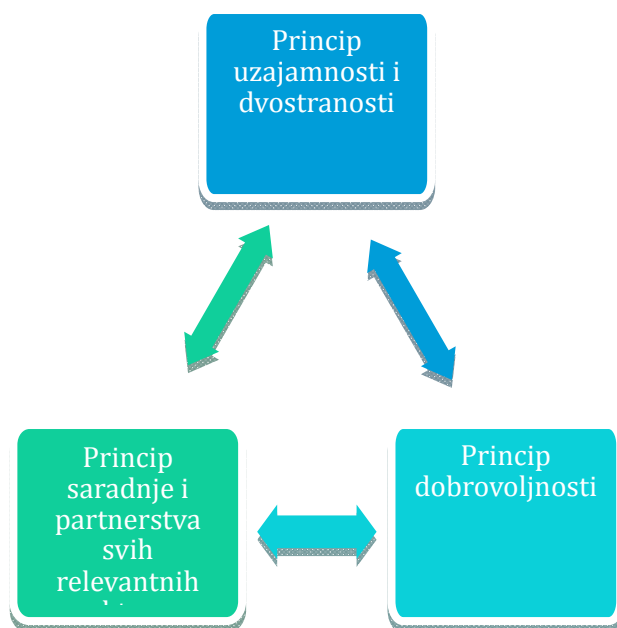 Princip
uzajamnosti i
dvostranosti
Princip
saradnje i
partnerstva
svih
relevantnih
Princip
dobrovoljnosti